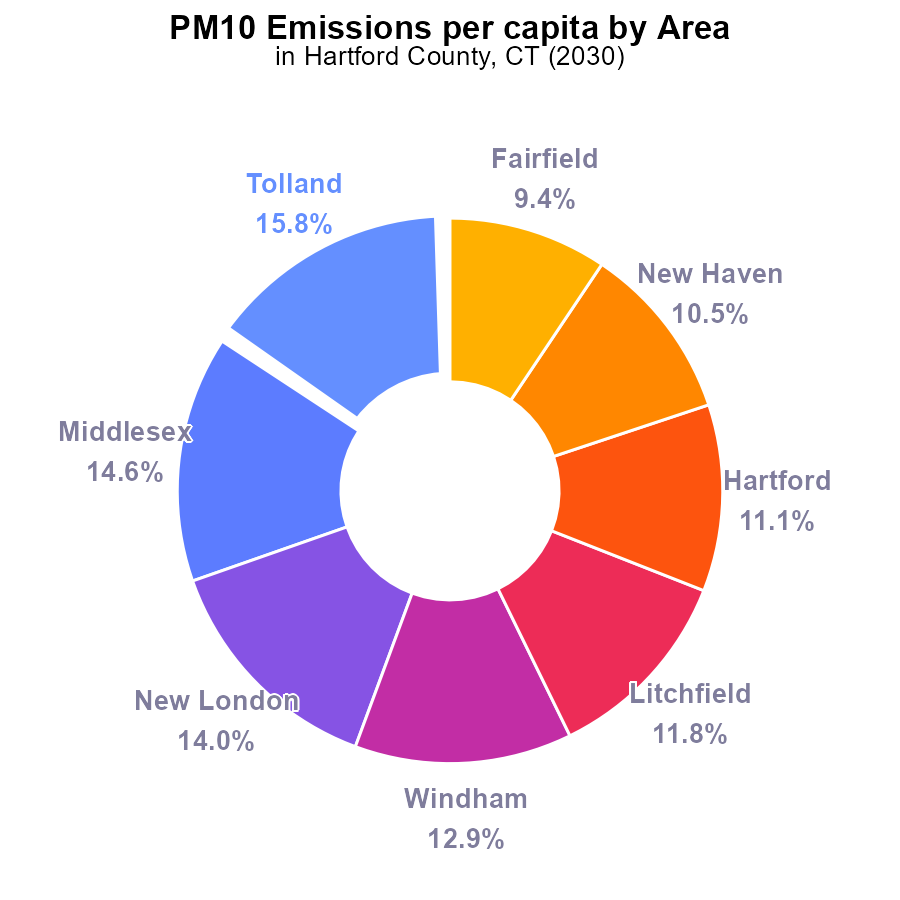 PM10 Emissions per capita by Area
in Hartford County, CT (2030)
Fairfield
9.4%
New Haven
10.5%
Hartford
11.1%
Litchfield
11.8%
Windham
12.9%
New London
14.0%
Middlesex
14.6%
Tolland
15.8%